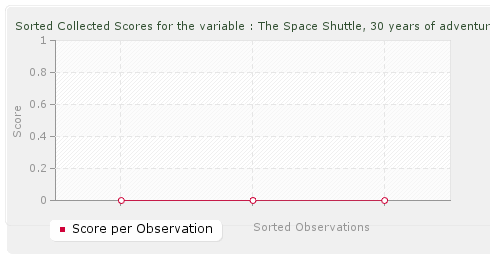 Sorted Collected Scores for the variable : The Space Shuttle, 30 years of
1
0.8
0.6
0.4
0.2
0
Score
Sorted Observations
Score per Observation